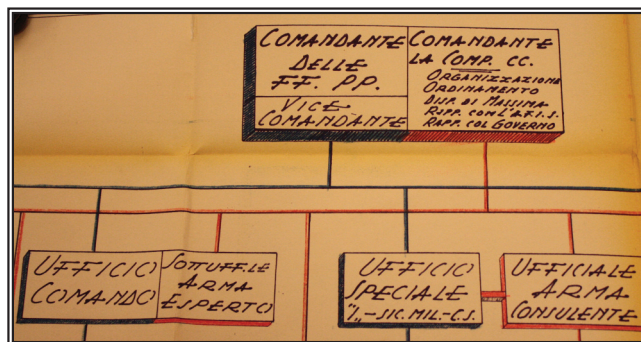 COMANDANTE
DELLE
FF. PP.
VICE
COMANDANTE
COMANDANTE
LA COMP. CC.
ORGANIZZAZIONE
ORDINAMENTO
DISP. DI MASSIMA
RAPP. CON L'A.F.I.S.
RAPP. COL GOVERNO
UFFICIO
COMANDO
SOTTUFF.LE
ARMA
ESPERTO
UFFICIO
SPECIALE
"I„-SIC.MIL.-C.S.
UFFICIALE
ARMA
CONSULENTE